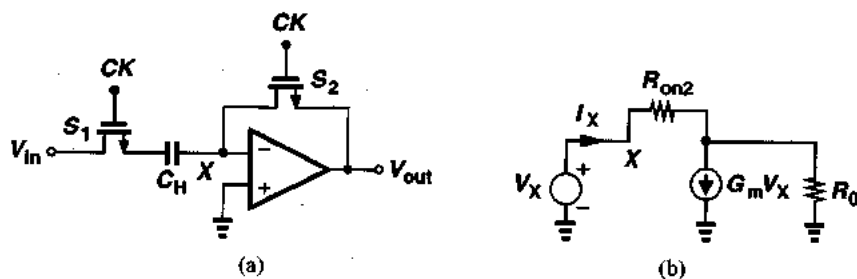 CK
CK
S2
S1
Vin
CH
X
−
+
Vout
(a)
Ron2
IX
X
VX
+
−
GmVX
R0
(b)